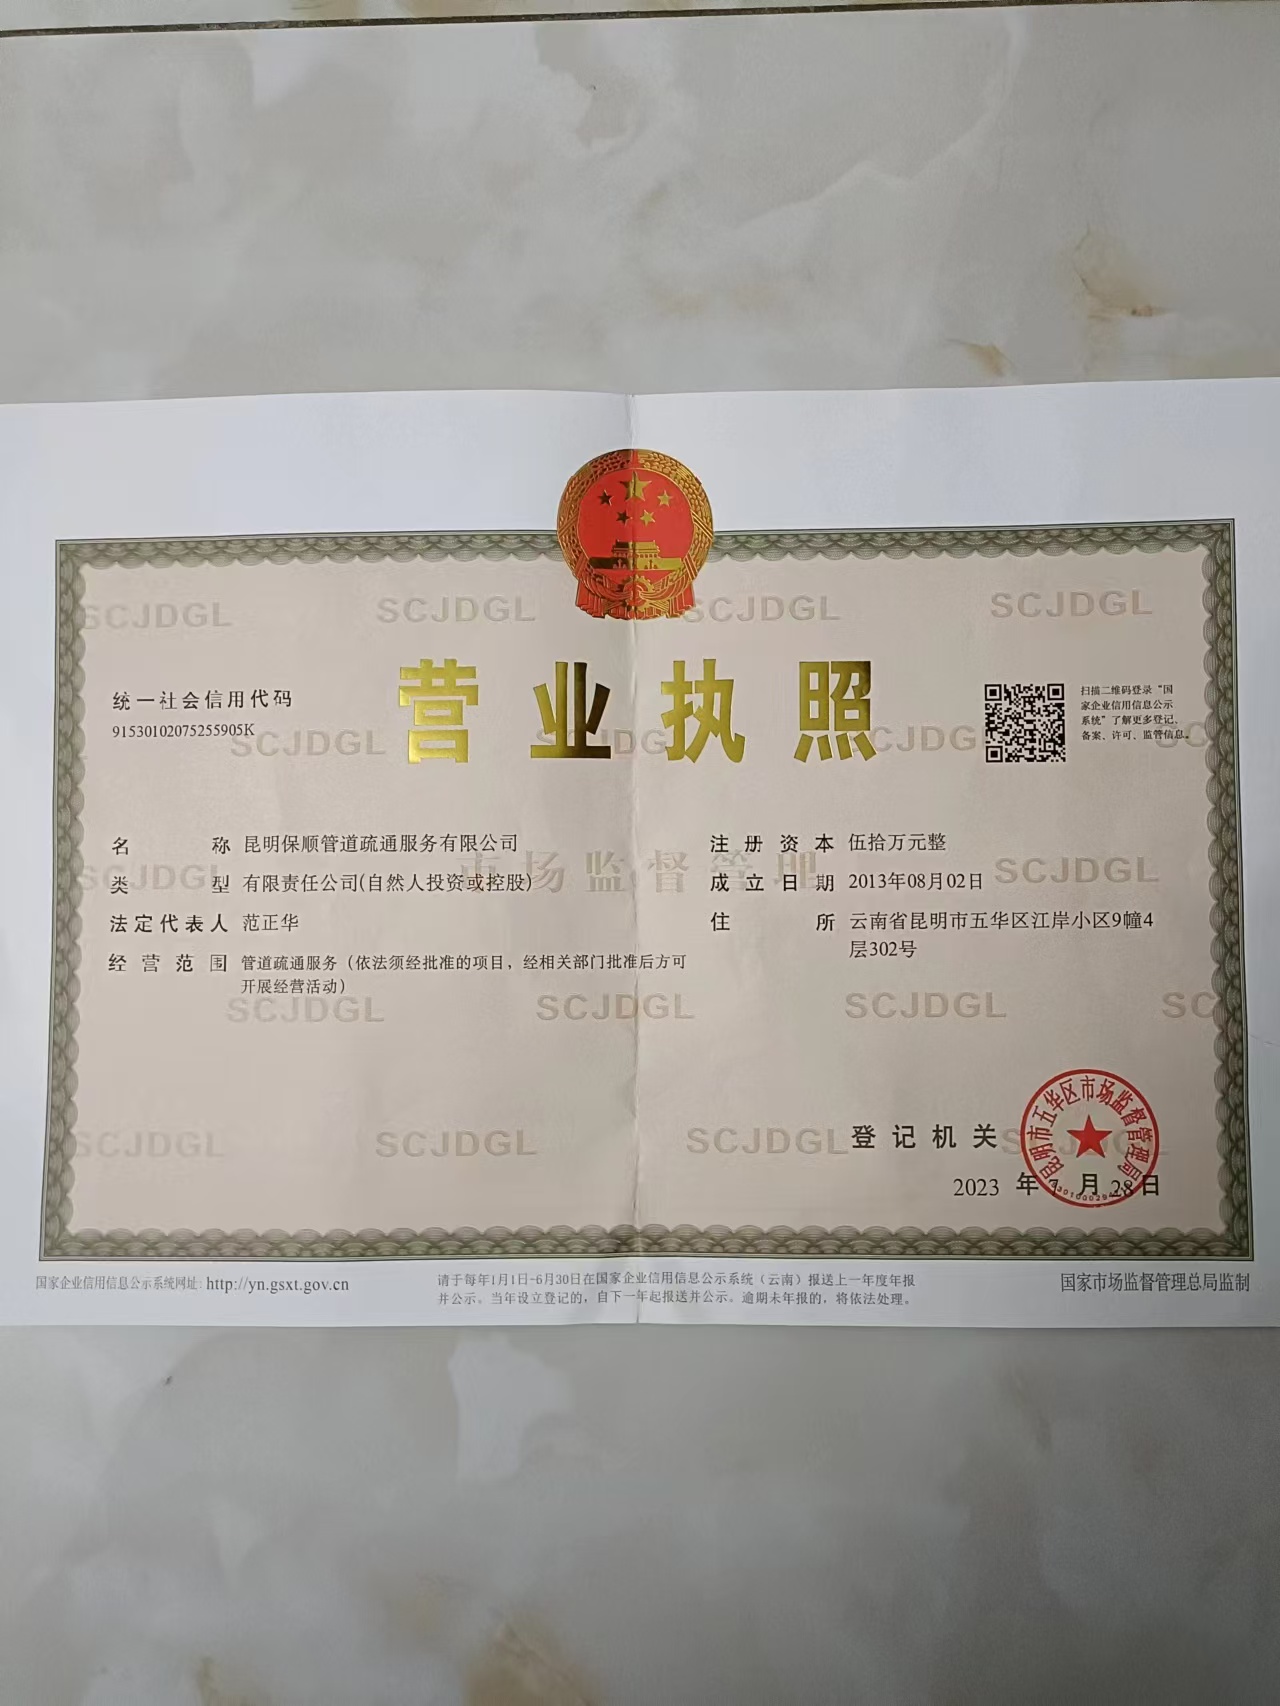 营业执照
统一社会信用代码
91530102075255905K
扫描二维码登录“国
家企业信用信息公示
系统”了解更多登记、
备案、许可、监管信息。
名称 昆明保顺管道疏通服务有限公司
类型 有限责任公司(自然人投资或控股)
法定代表人 范正华
经营范围 管道疏通服务（依法须经批准的项目，经相关部门批准后方可
开展经营活动）
注册资本 伍拾万元整
成立日期 2013年08月02日
住所 云南省昆明市五华区江岸小区9幢4
层302号
登记机关
昆明市五华区市场监督管理局
2023年7月28日
国家企业信用信息公示系统网址: http://yn.gsxt.gov.cn
请于每年1月1日-6月30日在国家企业信用信息公示系统（云南）报送上一年度年报
并公示。当年设立登记的，自下一年起报送并公示。逾期未年报的，将依法处理。
国家市场监督管理总局监制
SCJDGL
市场监督管理